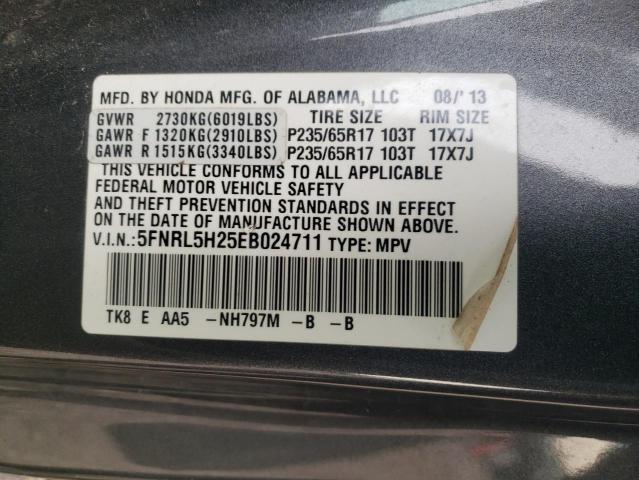 MFD. BY HONDA MFG. OF ALABAMA, LLC 08/'13
GVWR 2730KG(6019LBS) TIRE SIZE RIM SIZE
GAWR F 1320KG(2910LBS) P235/65R17 103T 17X7J
GAWR R 1515KG(3340LBS) P235/65R17 103T 17X7J
THIS VEHICLE CONFORMS TO ALL APPLICABLE
FEDERAL MOTOR VEHICLE SAFETY
AND THEFT PREVENTION STANDARDS IN EFFECT
ON THE DATE OF MANUFACTURE SHOWN ABOVE.
V.I.N.: 5FNRL5H25EB024711 TYPE: MPV
TK8 E AA5 -NH797M -B -B